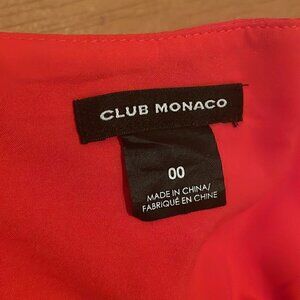 CLUB MONACO
00
MADE IN CHINA/
FABRIQUÉ EN CHINE